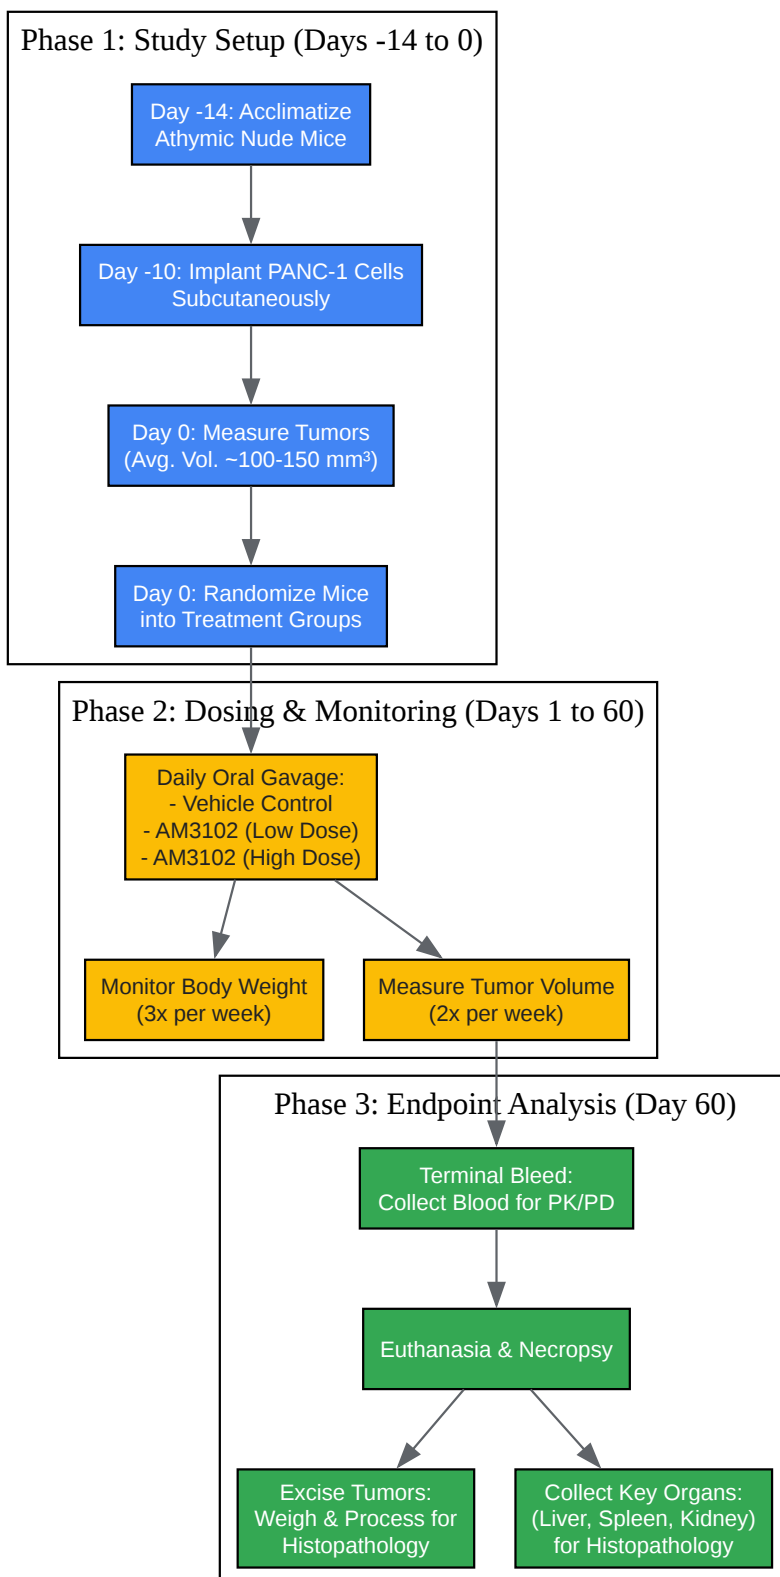 Phase 1: Study Setup (Days -14 to 0)
Day -14: Acclimatize
Athymic Nude Mice
Day -10: Implant PANC-1 Cells
Subcutaneously
Day 0: Measure Tumors
(Avg. Vol. ~100-150 mm³)
Day 0: Randomize Mice
into Treatment Groups
Phase 2: Dosing & Monitoring (Days 1 to 60)
Daily Oral Gavage:
- Vehicle Control
- AM3102 (Low Dose)
- AM3102 (High Dose)
Monitor Body Weight
(3x per week)
Measure Tumor Volume
(2x per week)
Phase 3: Endpoint Analysis (Day 60)
Terminal Bleed:
Collect Blood for PK/PD
Euthanasia & Necropsy
Excise Tumors:
Weigh & Process for
Histopathology
Collect Key Organs:
(Liver, Spleen, Kidney)
for Histopathology